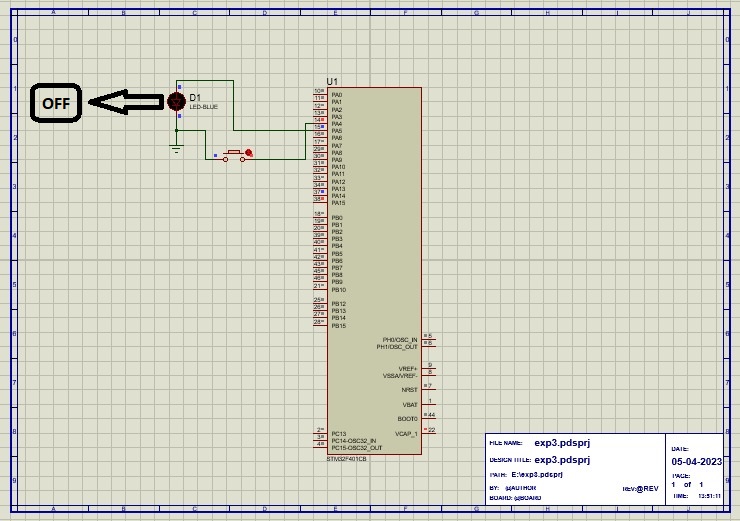 A B C D E F G H
0
1
2
3
4
5
6
7
8
9
OFF
D1
LED-BLUE
U1
10 PA0
11 PA1
12 PA2
13 PA3
14 PA4
15 PA5
16 PA6
17 PA7
29 PA8
30 PA9
31 PA10
32 PA11
33 PA12
34 PA13
37 PA14
38 PA15
18 PB0
19 PB1
20 PB2
39 PB3
40 PB4
41 PB5
42 PB6
43 PB7
45 PB8
46 PB9
21 PB10
25 PB12
26 PB13
27 PB14
28 PB15
PH0/OSC_IN 5
PH1/OSC_OUT 6
VREF+ 9
VSSA/VREF- 8
NRST 7
VBAT 1
BOOT0 44
VCAP_1 22
2 PC13
3 PC14-OSC32_IN
4 PC15-OSC32_OUT
STM32F401CB
FILE NAME: exp3.pdsprj
DESIGN TITLE: exp3.pdsprj
PATH: E:\exp3.pdsprj
BY: @AUTHOR
BOARD: @BOARD
REV:@REV
DATE:
05-04-2023
PAGE:
1 of 1
TIME: 13:51:11